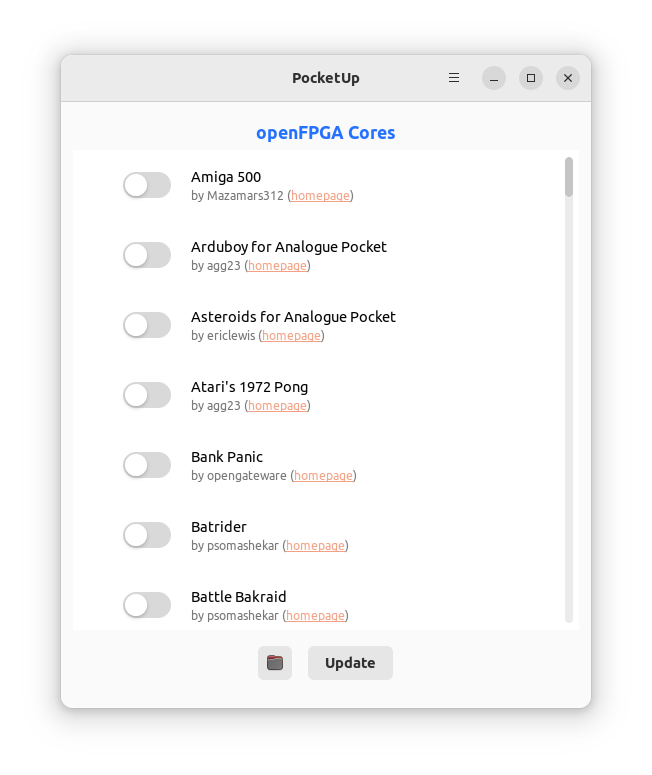 PocketUp
openFPGA Cores
Amiga 500
by Mazamars312 (homepage)
Arduboy for Analogue Pocket
by agg23 (homepage)
Asteroids for Analogue Pocket
by ericlewis (homepage)
Atari's 1972 Pong
by agg23 (homepage)
Bank Panic
by opengateware (homepage)
Batrider
by psomashekar (homepage)
Battle Bakraid
by psomashekar (homepage)
Update